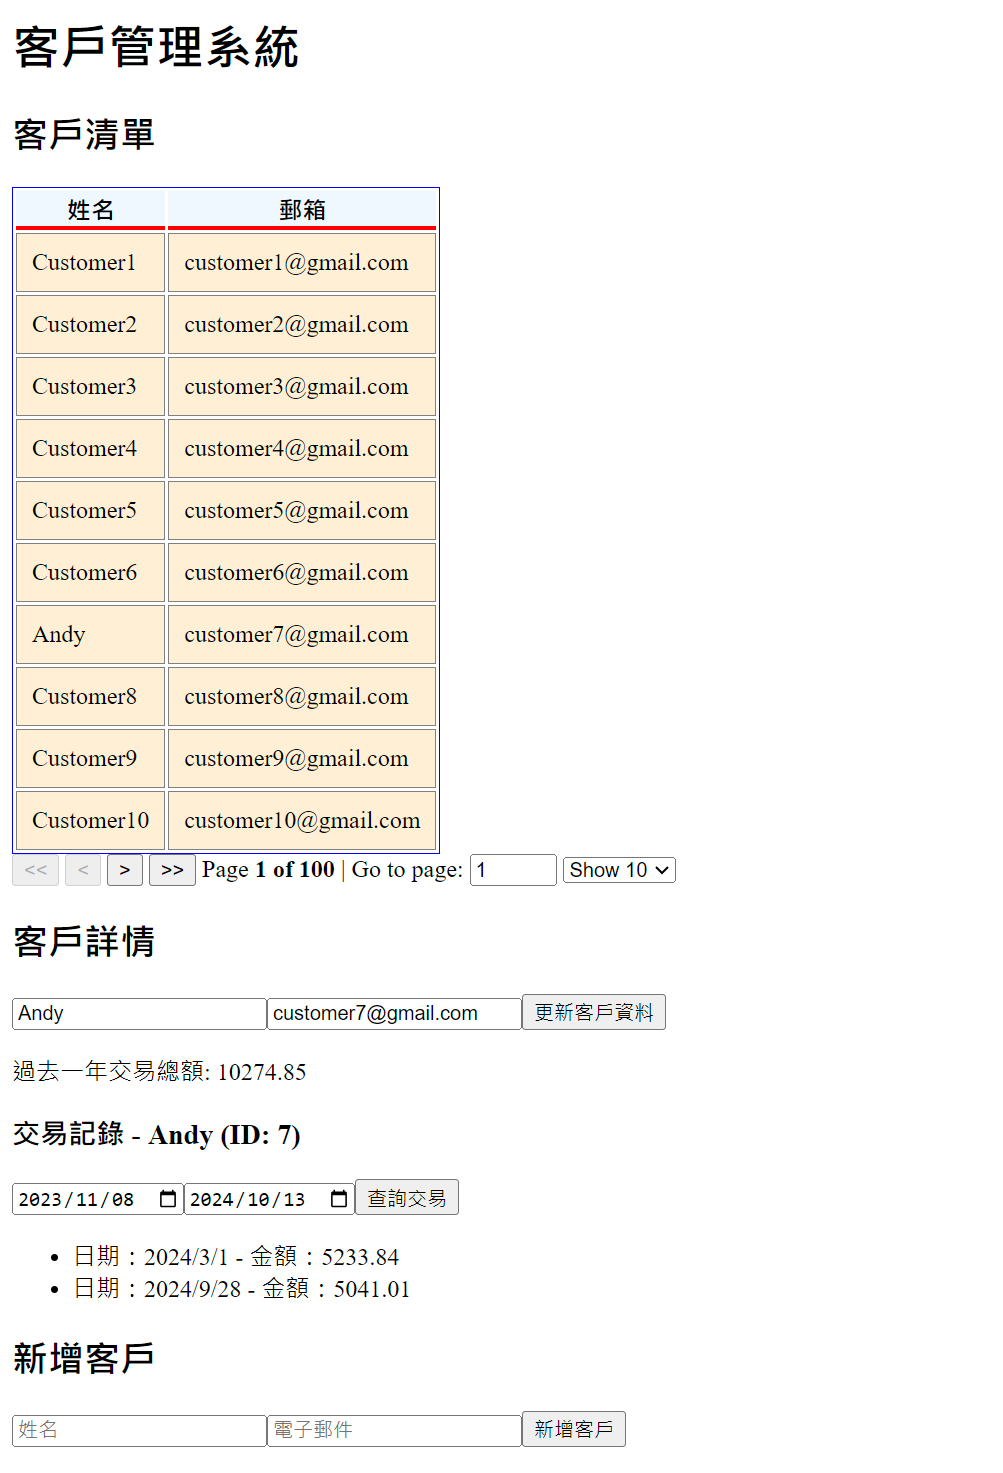 客戶管理系統
客戶清單
姓名 郵箱
Customer1 customer1@gmail.com
Customer2 customer2@gmail.com
Customer3 customer3@gmail.com
Customer4 customer4@gmail.com
Customer5 customer5@gmail.com
Customer6 customer6@gmail.com
Andy customer7@gmail.com
Customer8 customer8@gmail.com
Customer9 customer9@gmail.com
Customer10 customer10@gmail.com
<< < > >> Page 1 of 100 | Go to page: 1 Show 10
客戶詳情
Andy customer7@gmail.com 更新客戶資料
過去一年交易總額: 10274.85
交易記錄 - Andy (ID: 7)
2023/11/08 2024/10/13 查詢交易
• 日期：2024/3/1 - 金額：5233.84
• 日期：2024/9/28 - 金額：5041.01
新增客戶
姓名 電子郵件 新增客戶